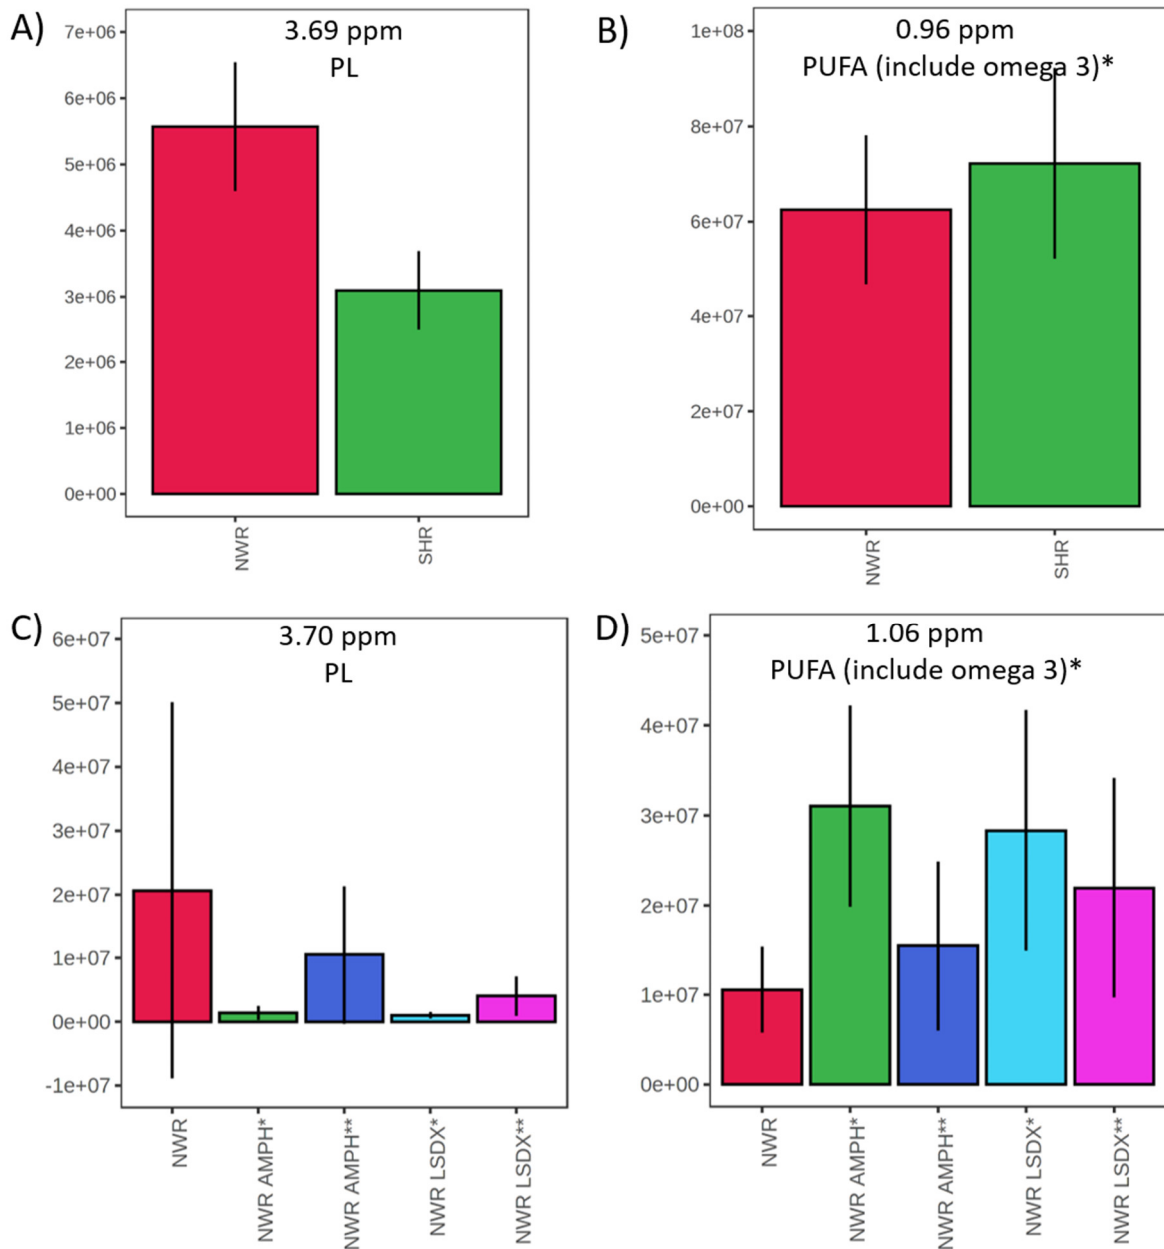 A)
3.69 ppm
PL
7e+06
6e+06
5e+06
4e+06
3e+06
2e+06
1e+06
0e+00
NWR
SHR
B)
0.96 ppm
PUFA (include omega 3)*
1e+08
8e+07
6e+07
4e+07
2e+07
0e+00
NWR
SHR
C)
3.70 ppm
PL
6e+07
5e+07
4e+07
3e+07
2e+07
1e+07
0e+00
-1e+07
NWR
NWR AMPH*
NWR AMPH**
NWR LSDX*
NWR LSDX**
D)
1.06 ppm
PUFA (include omega 3)*
5e+07
4e+07
3e+07
2e+07
1e+07
0e+00
NWR
NWR AMPH*
NWR AMPH**
NWR LSDX*
NWR LSDX**